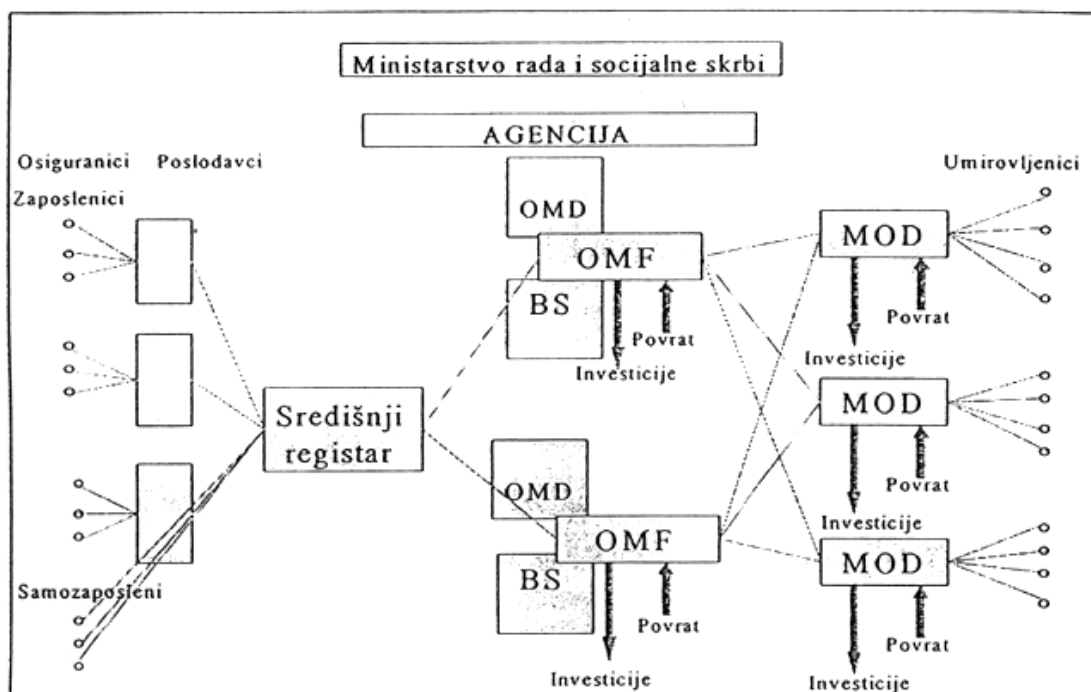 Ministarstvo rada i socijalne skrbi
AGENCIJA
Osiguranici Poslodavci
Zaposlenici
Samozaposleni
Središnji
registar
OMD
OMF
BS
Povrat
Investicije
OMD
OMF
BS
Povrat
Investicije
Umirovljenici
MOD
Povrat
Investicije
MOD
Povrat
Investicije
MOD
Povrat
Investicije